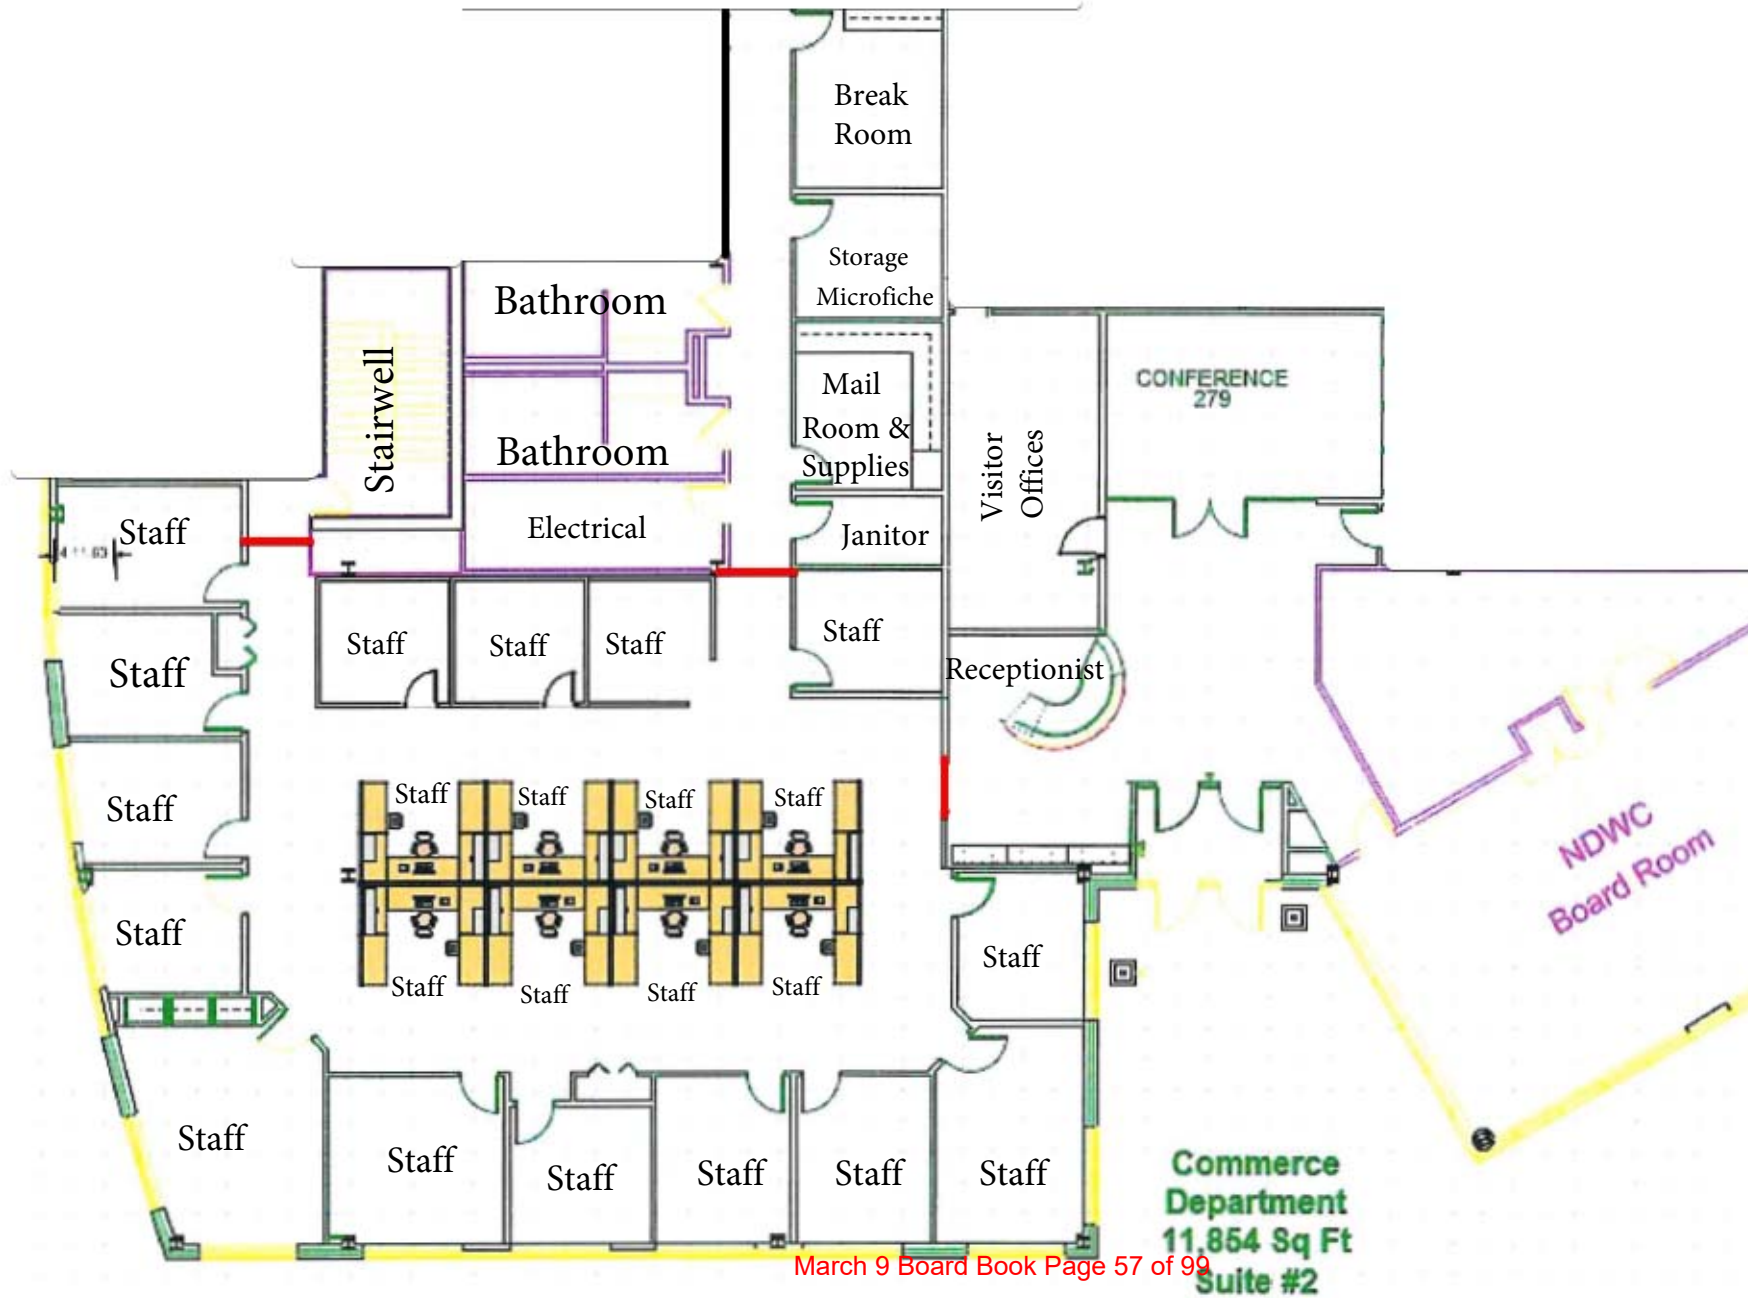 Break
Room
Storage
Microfiche
Bathroom
Stairwell
Mail
Room &
Supplies
CONFERENCE
279
Visitor
Offices
Bathroom
Staff
Electrical
Janitor
Staff
Staff
Staff
Staff
Staff
Receptionist
Staff
Staff
Staff
Staff
Staff
NDWC
Board Room
Staff
Staff
Staff
Staff
Staff
Staff
Staff
Staff
Staff
Staff
Staff
Staff
Commerce
Department
11,854 Sq Ft
Suite #2
March 9 Board Book Page 57 of 99